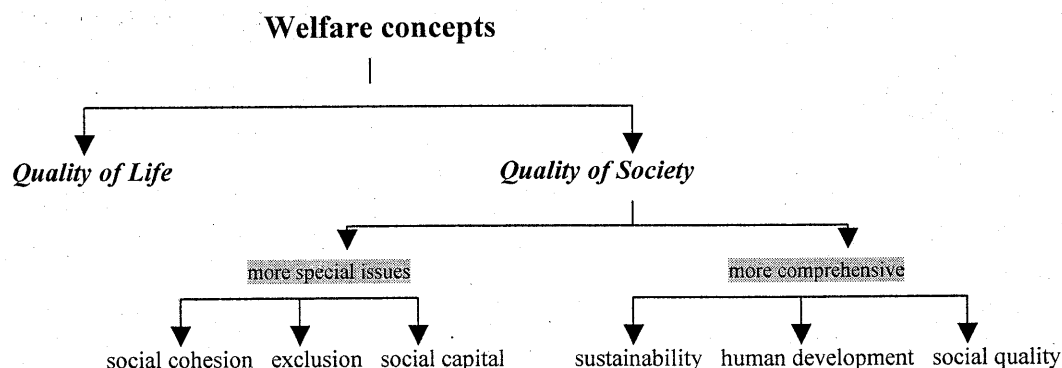 Welfare concepts
Quality of Life
Quality of Society
more special issues
more comprehensive
social cohesion
exclusion
social capital
sustainability
human development
social quality